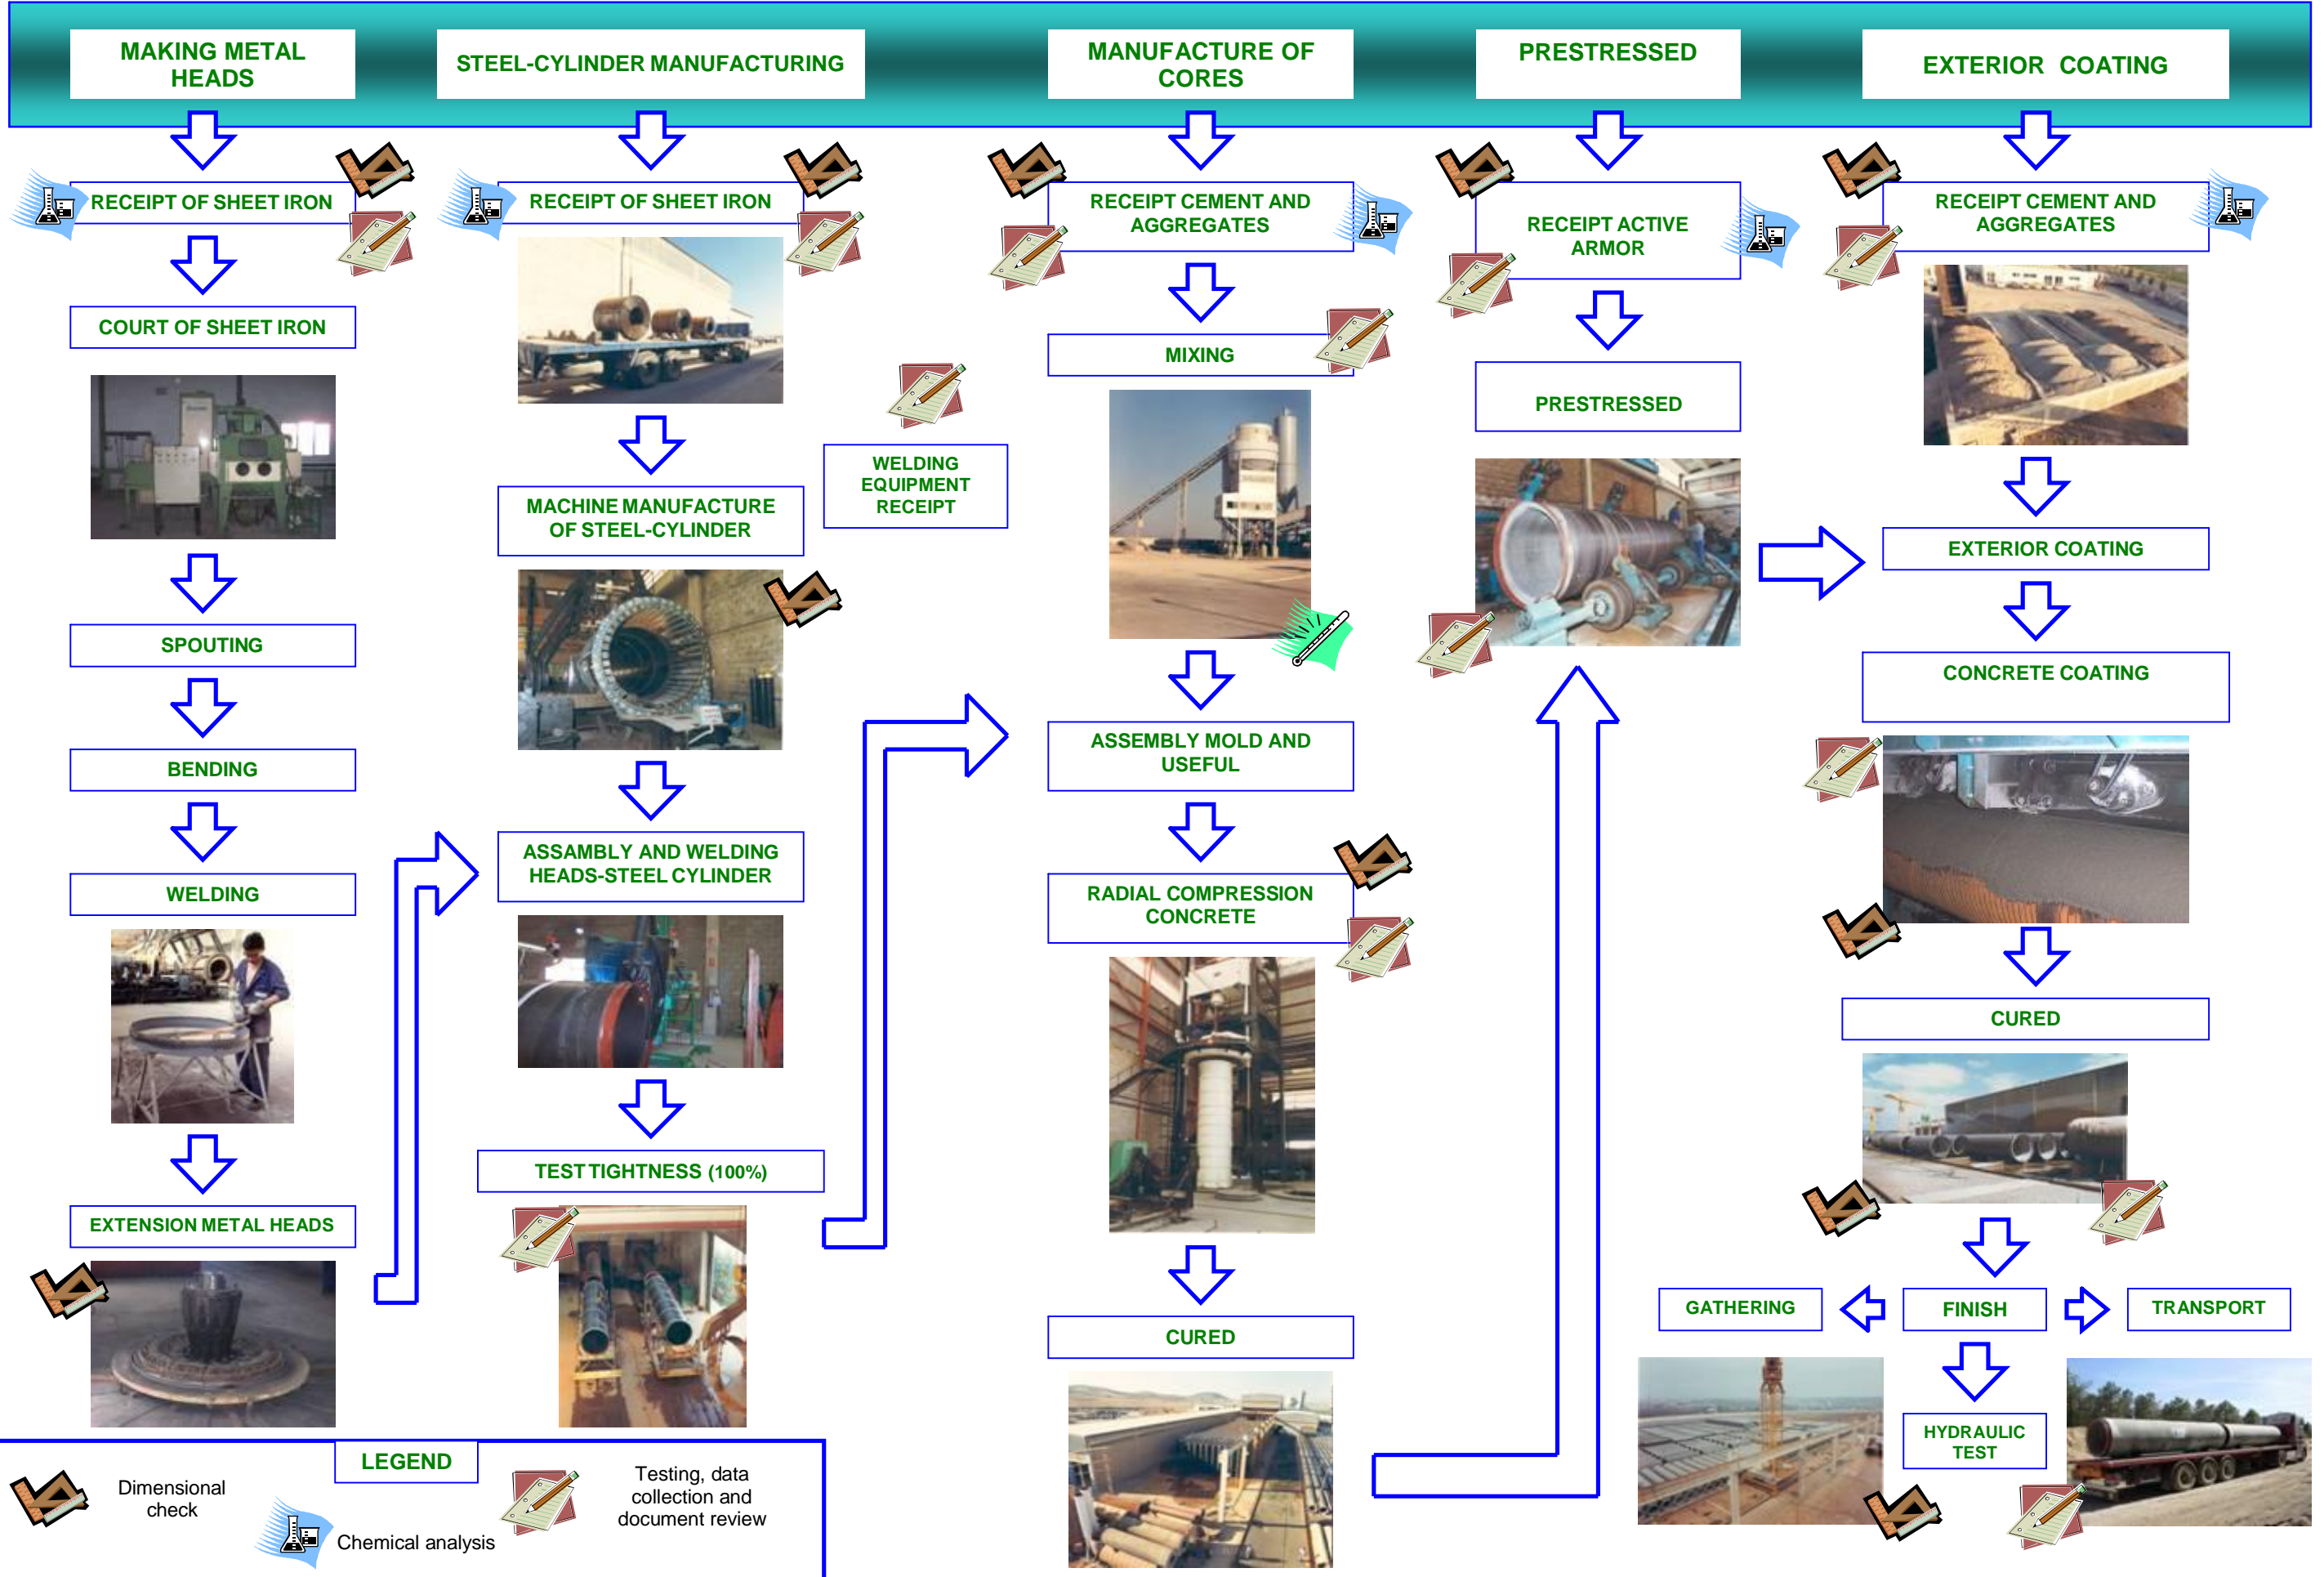 MAKING METAL
HEADS
STEEL-CYLINDER MANUFACTURING
MANUFACTURE OF
CORES
PRESTRESSED
EXTERIOR COATING
RECEIPT OF SHEET IRON
COURT OF SHEET IRON
SPOUTING
BENDING
WELDING
EXTENSION METAL HEADS
RECEIPT OF SHEET IRON
MACHINE MANUFACTURE
OF STEEL-CYLINDER
WELDING
EQUIPMENT
RECEIPT
ASSAMBLY AND WELDING
HEADS-STEEL CYLINDER
TEST TIGHTNESS (100%)
RECEIPT CEMENT AND
AGGREGATES
MIXING
ASSEMBLY MOLD AND
USEFUL
RADIAL COMPRESSION
CONCRETE
CURED
RECEIPT ACTIVE
ARMOR
PRESTRESSED
RECEIPT CEMENT AND
AGGREGATES
EXTERIOR COATING
CONCRETE COATING
CURED
GATHERING
FINISH
TRANSPORT
HYDRAULIC
TEST
LEGEND
Dimensional
check
Chemical analysis
Testing, data
collection and
document review